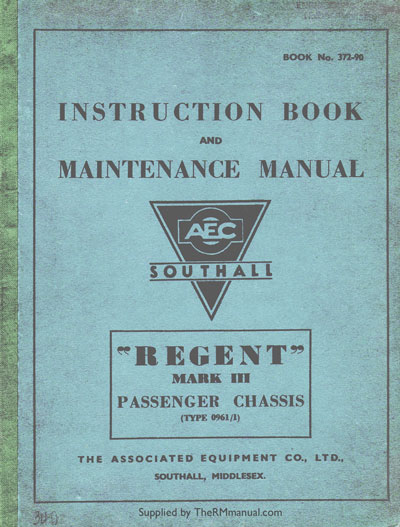 BOOK No. 372-90
INSTRUCTION BOOK
AND
MAINTENANCE MANUAL
AEC
SOUTHALL
"REGENT"
MARK III
PASSENGER CHASSIS
(TYPE 0961/1)
THE ASSOCIATED EQUIPMENT CO., LTD.,
SOUTHALL, MIDDLESEX.
Supplied by TheRMmanual.com